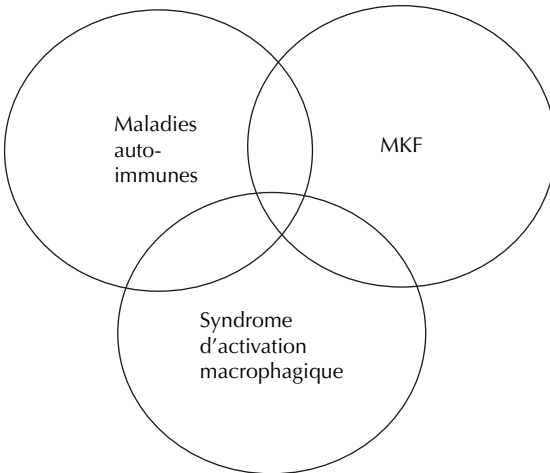 Maladies
auto-
immunes
MKF
Syndrome
d'activation
macrophagique